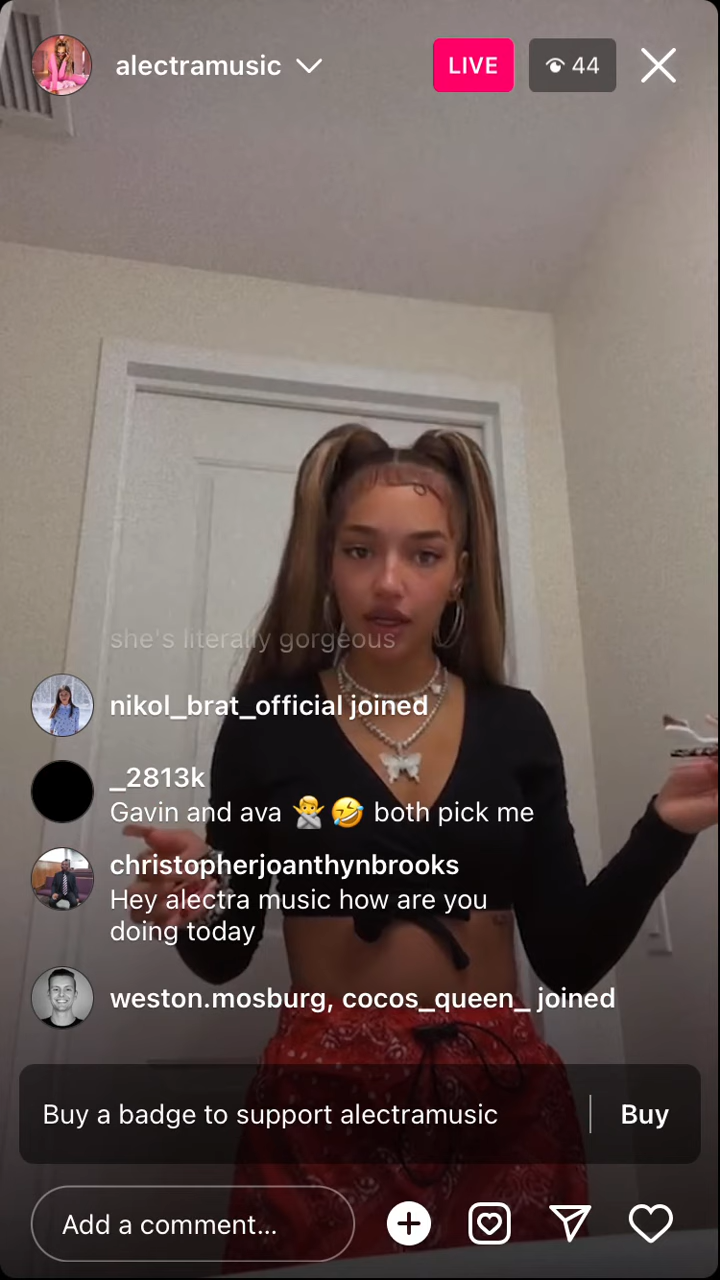 alectramusic
LIVE
44
she's literally gorgeous
nikol_brat_official joined
_2813k
Gavin and ava 🙅‍♂️🤣 both pick me
christopherjoanthynbrooks
Hey alectra music how are you
doing today
weston.mosburg, cocos_queen_ joined
Buy a badge to support alectramusic
Buy
Add a comment...